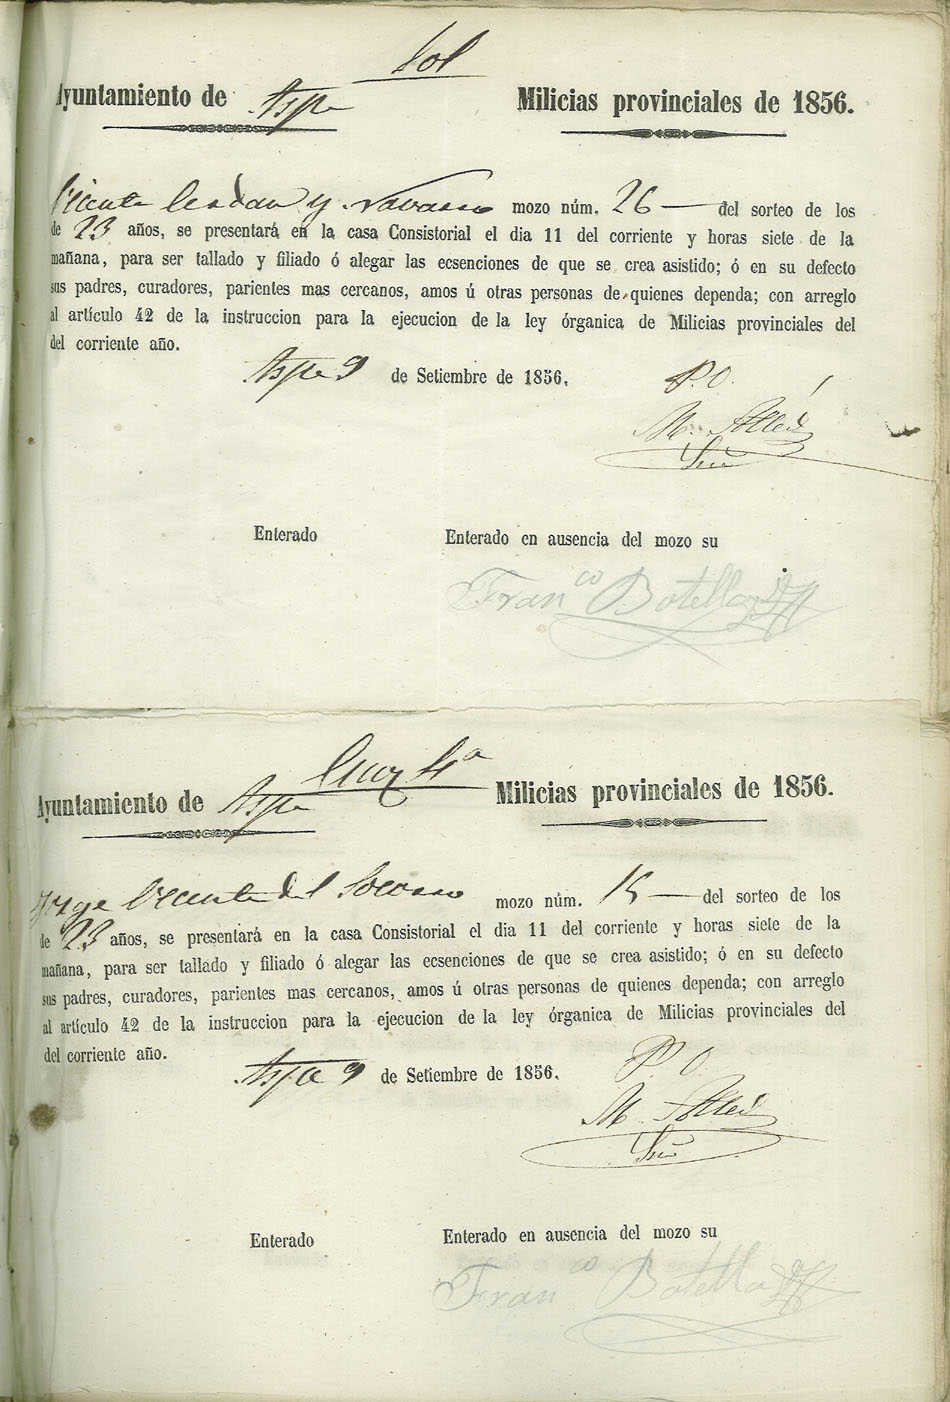 Sol
Ayuntamiento de Aspe Milicias provinciales de 1856.
Vicente Cerdan y Navarro mozo núm. 26 del sorteo de los
de 23 años, se presentará en la casa Consistorial el dia 11 del corriente y horas siete de la
mañana, para ser tallado y filiado ó alegar las ecsenciones de que se crea asistido; ó en su defecto
sus padres, curadores, parientes mas cercanos, amos ú otras personas de quienes dependa; con arreglo
al artículo 42 de la instruccion para la ejecucion de la ley órganica de Milicias provinciales del
del corriente año.
Aspe 9 de Setiembre de 1856.
P. O.
M.
Srio
Enterado Enterado en ausencia del mozo su
Franco Botella
Cruz 4a
Ayuntamiento de Aspe Milicias provinciales de 1856.
Jorge Vicente del Socorro mozo núm. 15 del sorteo de los
de 23 años, se presentará en la casa Consistorial el dia 11 del corriente y horas siete de la
mañana, para ser tallado y filiado ó alegar las ecsenciones de que se crea asistido; ó en su defecto
sus padres, curadores, parientes mas cercanos, amos ú otras personas de quienes dependa; con arreglo
al artículo 42 de la instruccion para la ejecucion de la ley órganica de Milicias provinciales del
del corriente año.
Aspe 9 de Setiembre de 1856.
P. O.
M.
Srio
Enterado Enterado en ausencia del mozo su
Franco Botella